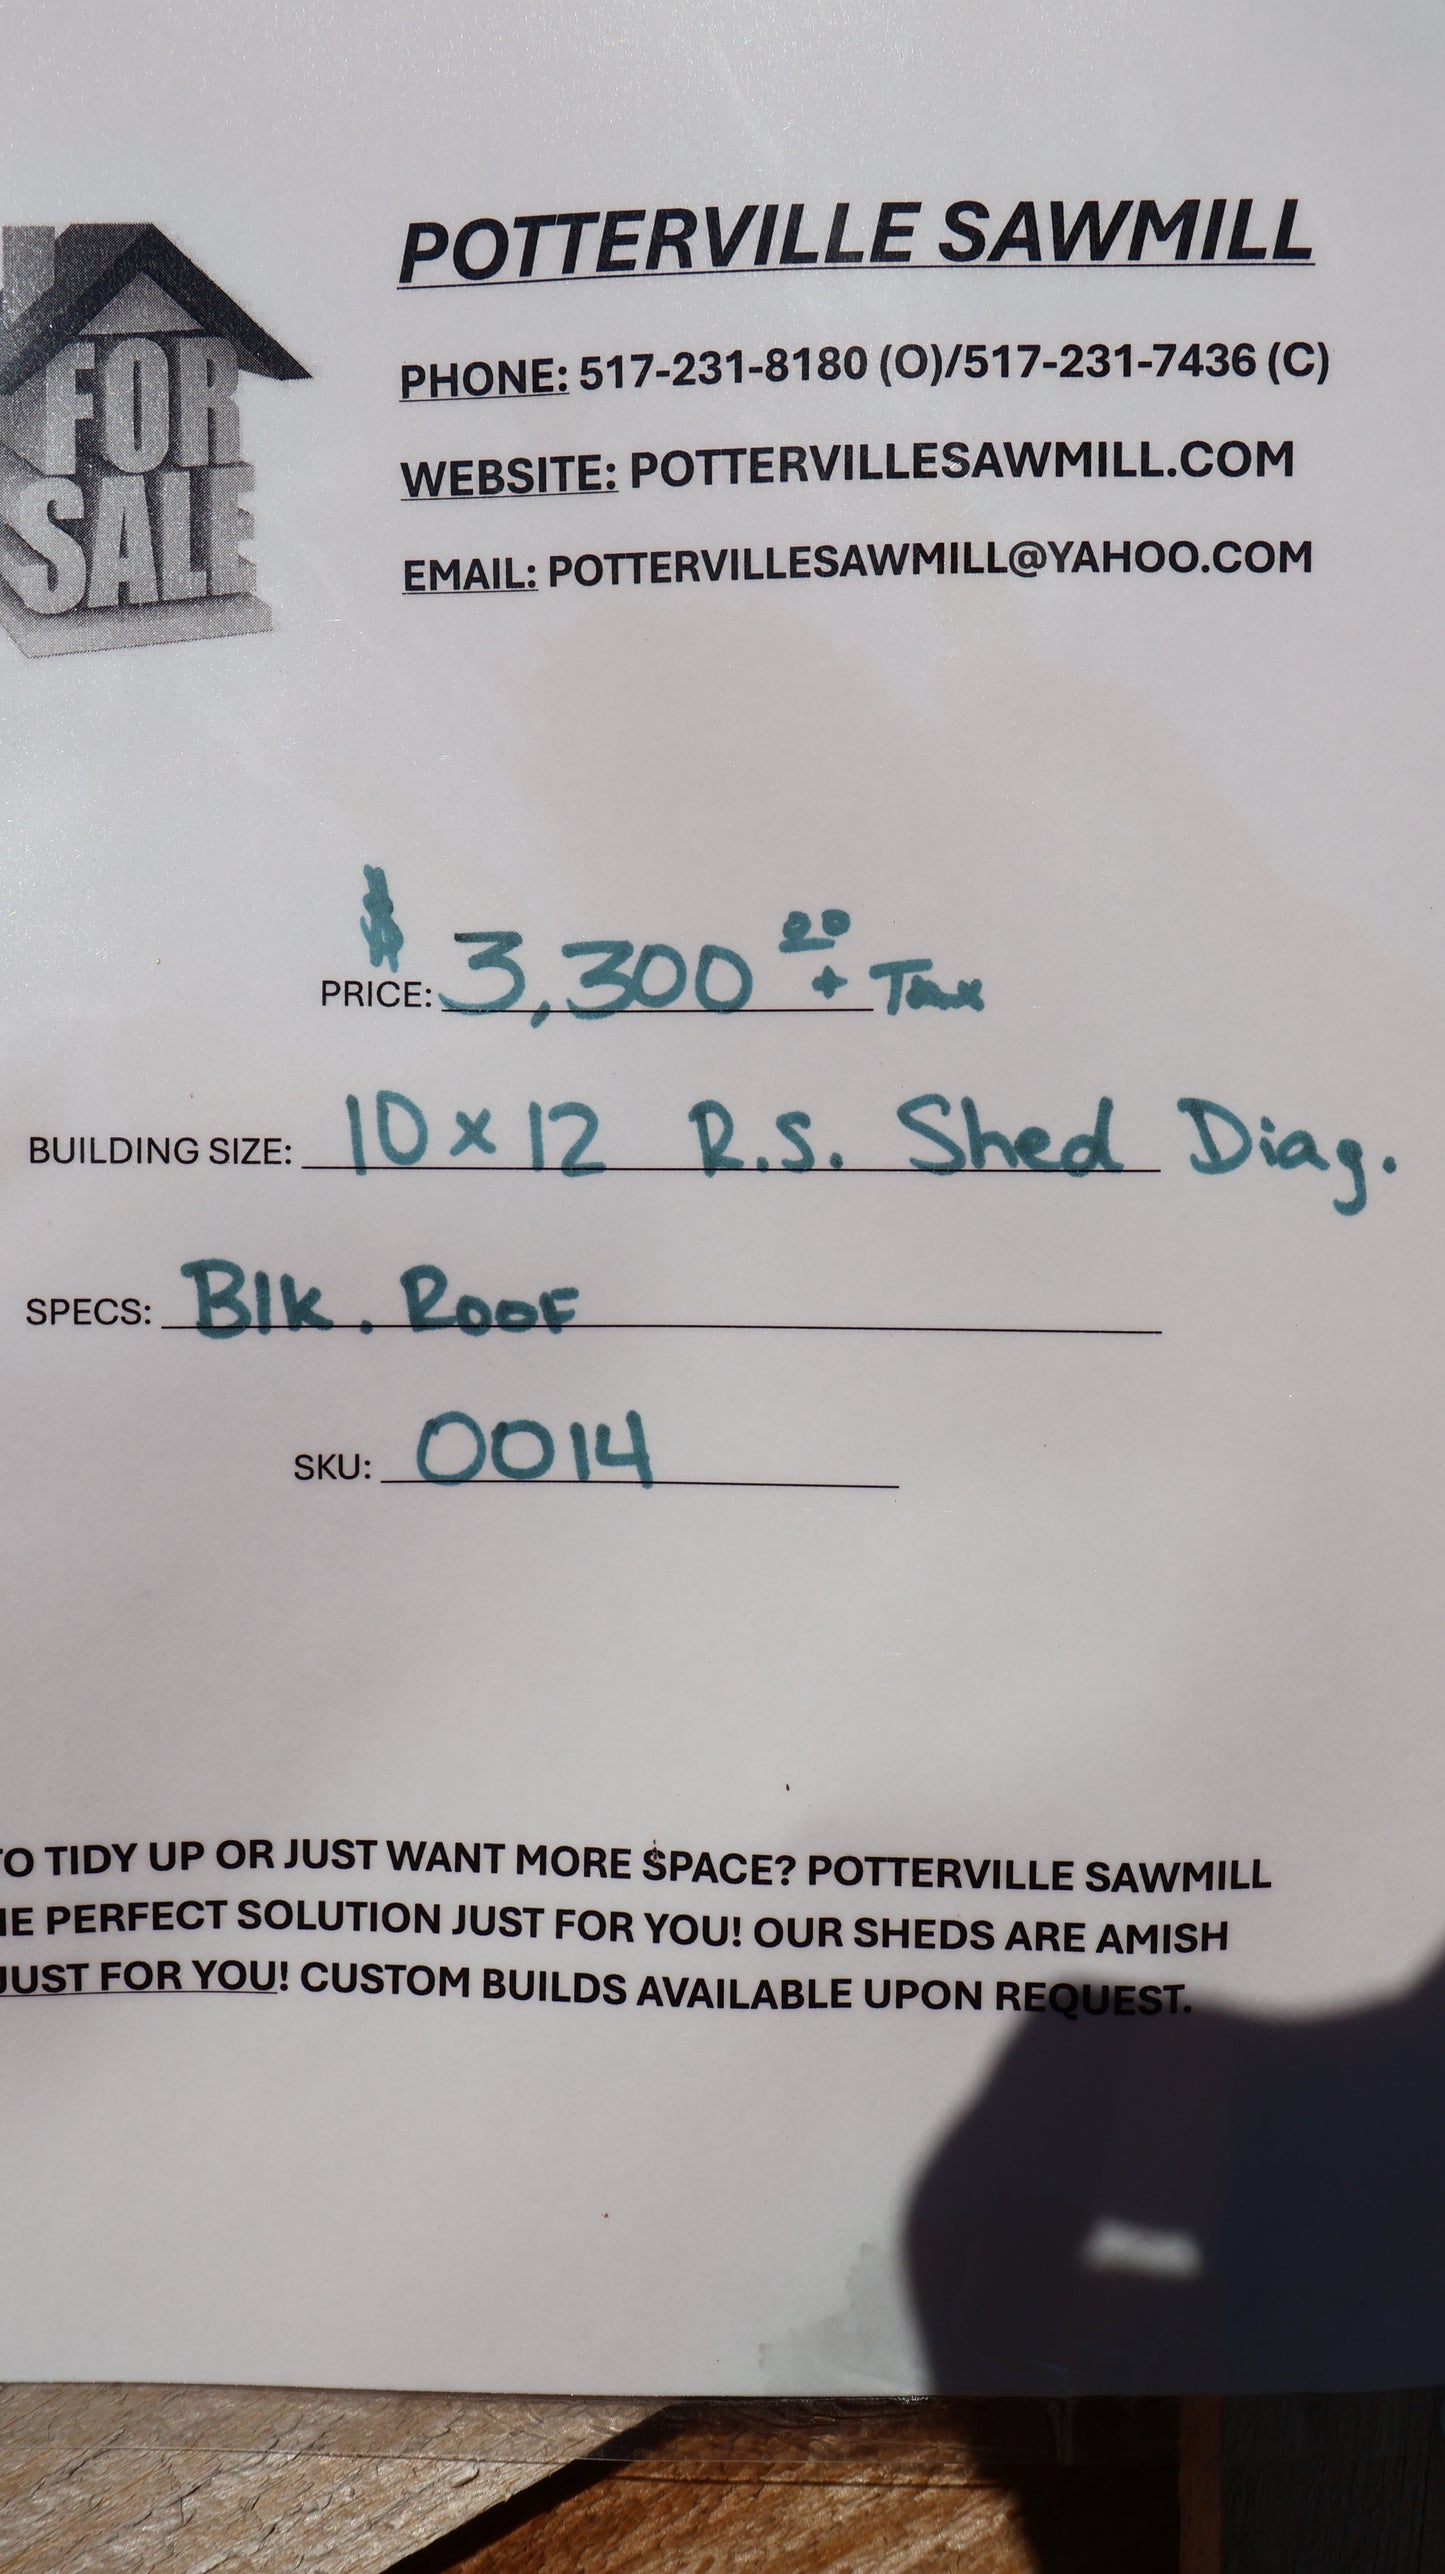 FOR
SALE
POTTERVILLE SAWMILL
PHONE: 517-231-8180 (O)/517-231-7436 (C)
WEBSITE: POTTERVILLESAWMILL.COM
EMAIL: POTTERVILLESAWMILL@YAHOO.COM
PRICE: $3,300.00 + Tax
BUILDING SIZE: 10x12 R.S. Shed Diag.
SPECS: Blk. Roof
SKU: 0014
TO TIDY UP OR JUST WANT MORE SPACE? POTTERVILLE SAWMILL
PERFECT SOLUTION JUST FOR YOU! OUR SHEDS ARE AMISH
JUST FOR YOU! CUSTOM BUILDS AVAILABLE UPON REQUEST.